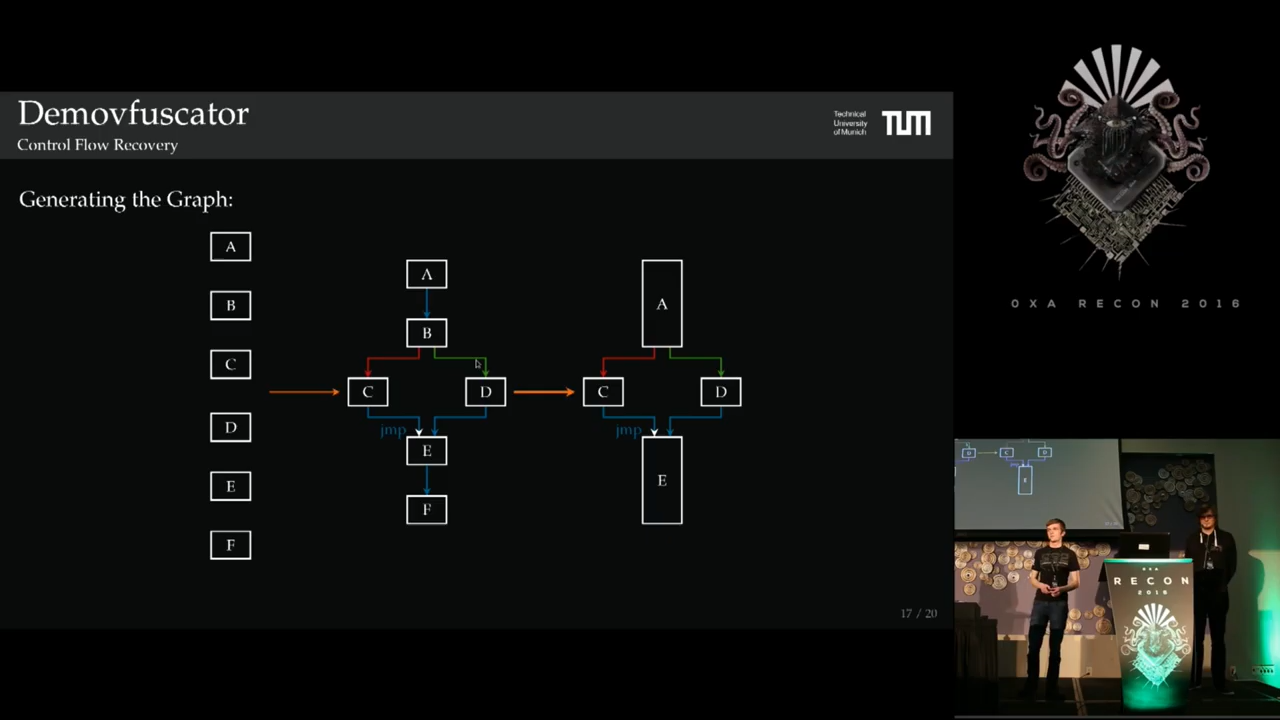 Demovfuscator
Control Flow Recovery
Technical
University
of Munich
TUM
Generating the Graph:
A
B
C
D
E
F
A
B
C
D
jmp
E
F
A
C
D
jmp
E
17 / 20
0XA RECON 2016
D
C
D
E
0XA
RECON
2016